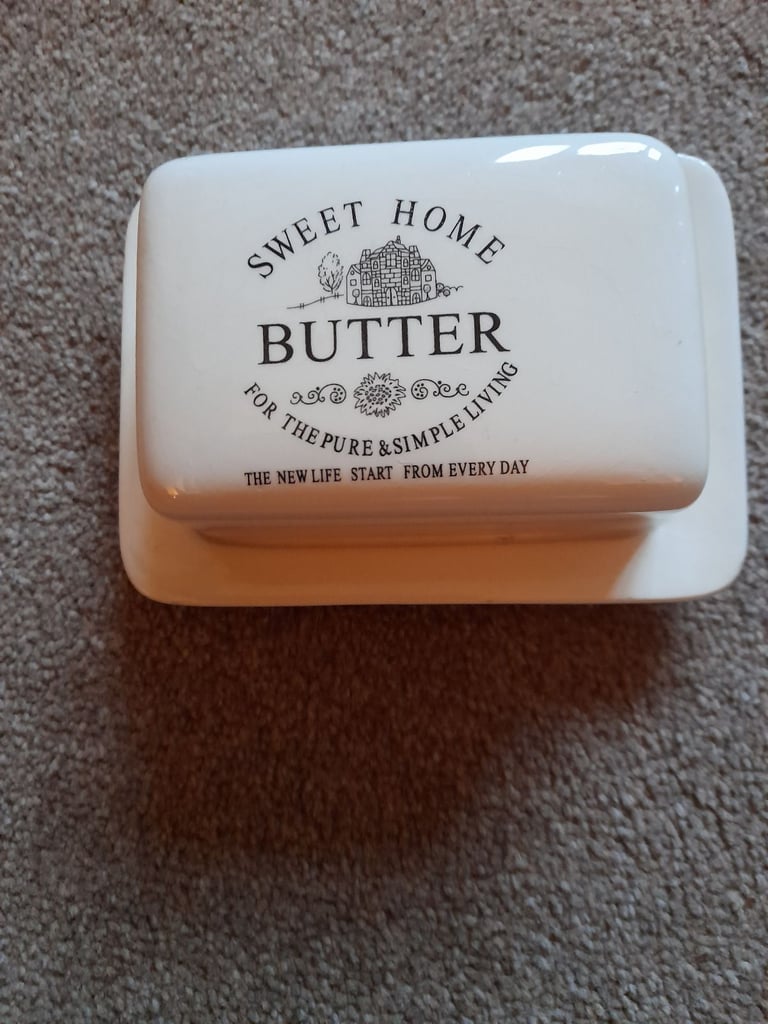 SWEET HOME
BUTTER
FOR THE PURE & SIMPLE LIVING
THE NEW LIFE START FROM EVERY DAY